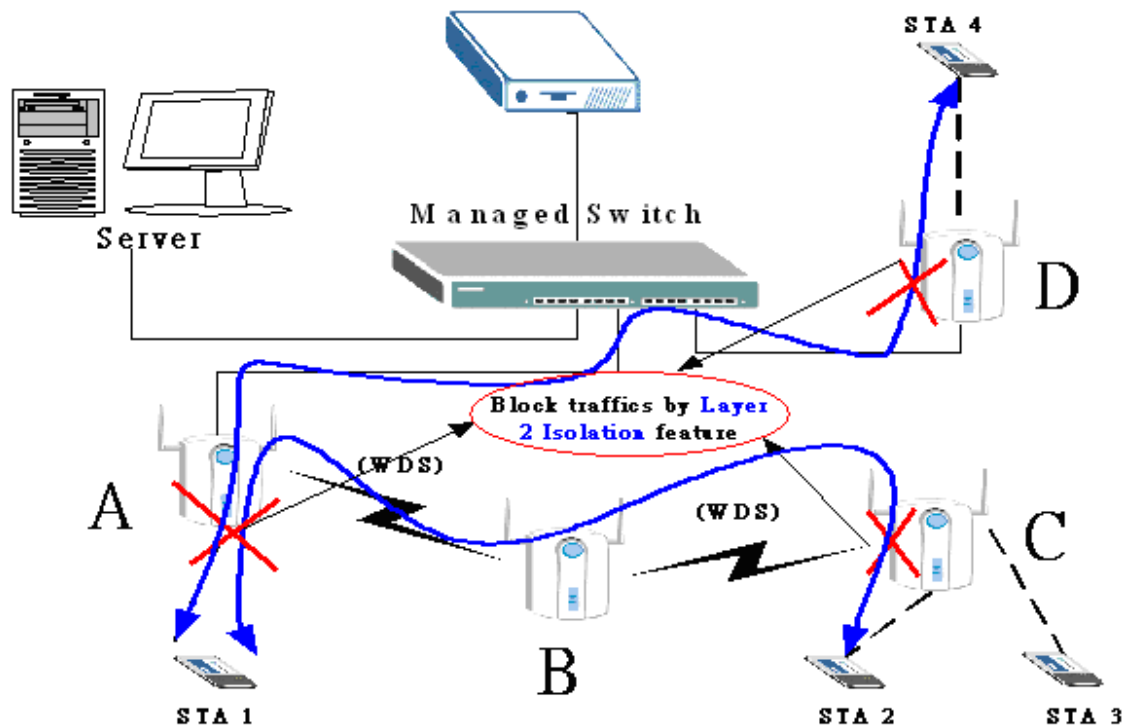 STA 4
Managed Switch
Server
D
Block traffics by Layer
2 Isolation feature
(WDS)
A
(WDS)
C
B
STA 1
STA 2
STA 3